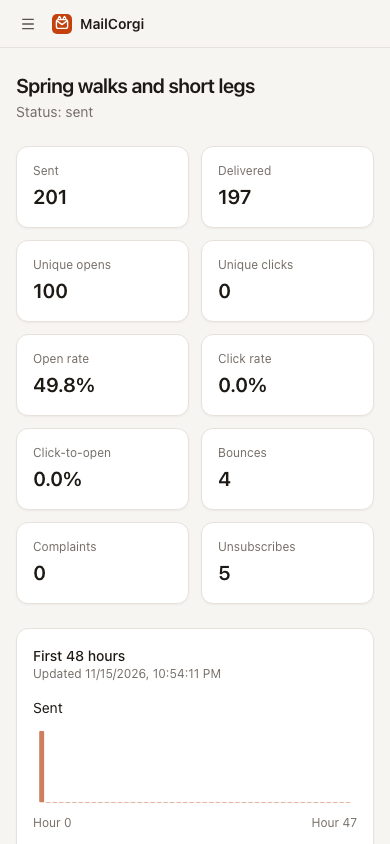 MailCorgi
Spring walks and short legs
Status: sent
Sent
201
Delivered
197
Unique opens
100
Unique clicks
0
Open rate
49.8%
Click rate
0.0%
Click-to-open
0.0%
Bounces
4
Complaints
0
Unsubscribes
5
First 48 hours
Updated 11/15/2026, 10:54:11 PM
Sent
Hour 0
Hour 47